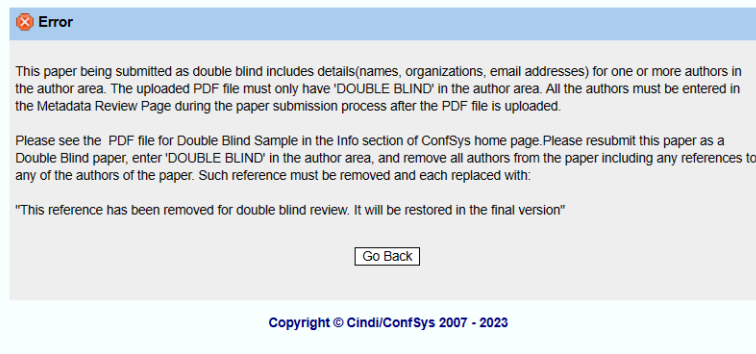 Error
This paper being submitted as double blind includes details(names, organizations, email addresses) for one or more authors in
the author area. The uploaded PDF file must only have 'DOUBLE BLIND' in the author area. All the authors must be entered in
the Metadata Review Page during the paper submission process after the PDF file is uploaded.
Please see the PDF file for Double Blind Sample in the Info section of ConfSys home page.Please resubmit this paper as a
Double Blind paper, enter 'DOUBLE BLIND' in the author area, and remove all authors from the paper including any references to
any of the authors of the paper. Such reference must be removed and each replaced with:
"This reference has been removed for double blind review. It will be restored in the final version"
Go Back
Copyright © Cindi/ConfSys 2007 - 2023